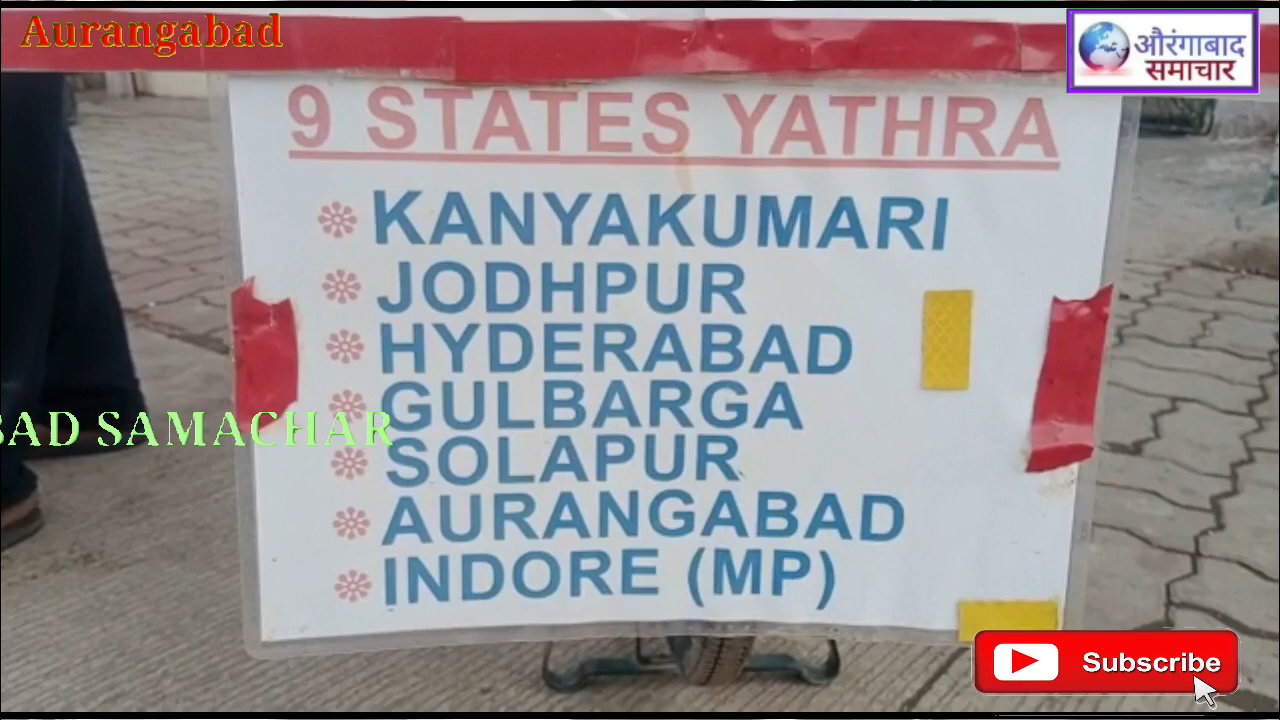 Aurangabad
औरंगाबाद
समाचार
9 STATES YATHRA
KANYAKUMARI
JODHPUR
HYDERABAD
GULBARGA
BAD SAMACHAR
SOLAPUR
AURANGABAD
INDORE (MP)
Subscribe